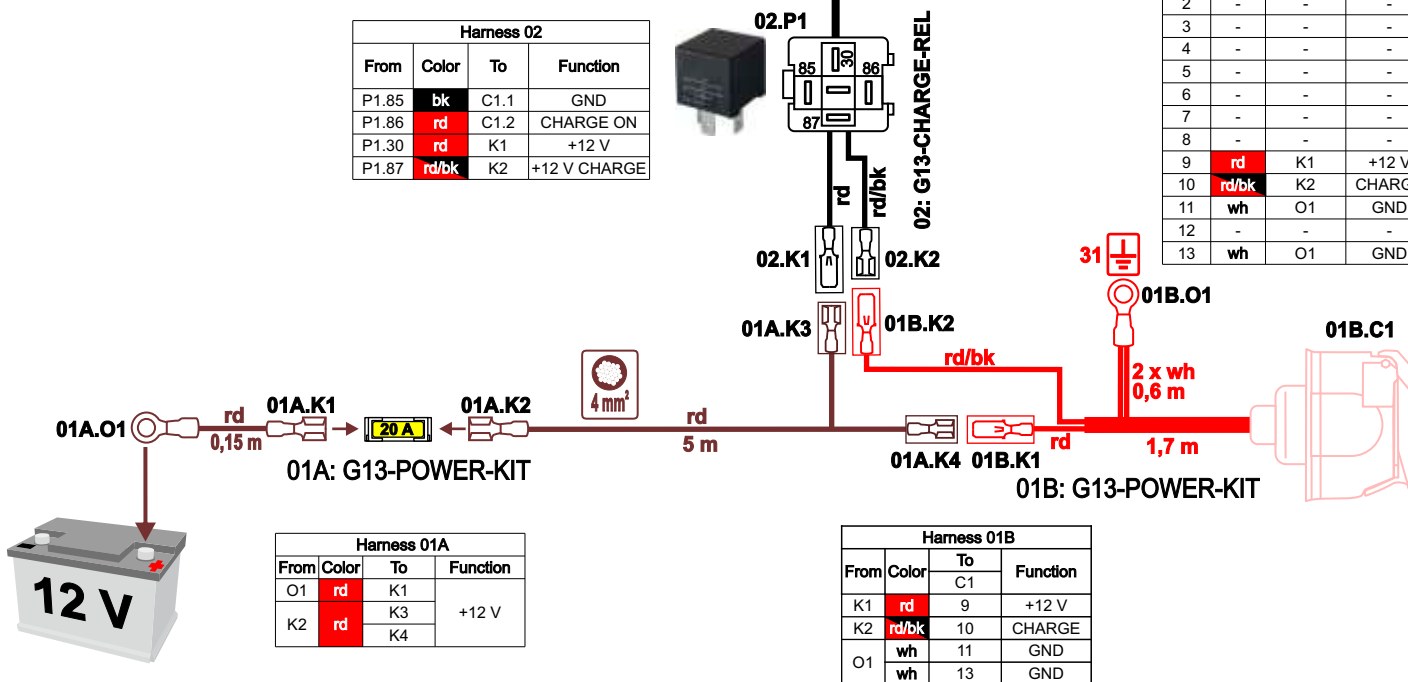 Harness 02
From Color To Function
P1.85 bk C1.1 GND
P1.86 rd C1.2 CHARGE ON
P1.30 rd K1 +12 V
P1.87 rd/bk K2 +12 V CHARGE
02.P1
30
85 86
87
02: G13-CHARGE-REL
rd
rd/bk
02.K1
02.K2
2 - - -
3 - - -
4 - - -
5 - - -
6 - - -
7 - - -
8 - - -
9 rd K1 +12 V
10 rd/bk K2 CHARG
11 wh O1 GND
12 - - -
13 wh O1 GND
31
01B.O1
01A.K3
01B.K2
01B.C1
rd/bk
2 x wh
0,6 m
4 mm²
01A.O1
rd
0,15 m
01A.K1
20 A
01A.K2
rd
5 m
01A.K4
01B.K1
rd
1,7 m
01A: G13-POWER-KIT
01B: G13-POWER-KIT
12 V
Harness 01A
From Color To Function
O1 rd K1 +12 V
K2 rd K3
K4
Harness 01B
From Color To Function
C1
K1 rd 9 +12 V
K2 rd/bk 10 CHARGE
O1 wh 11 GND
wh 13 GND